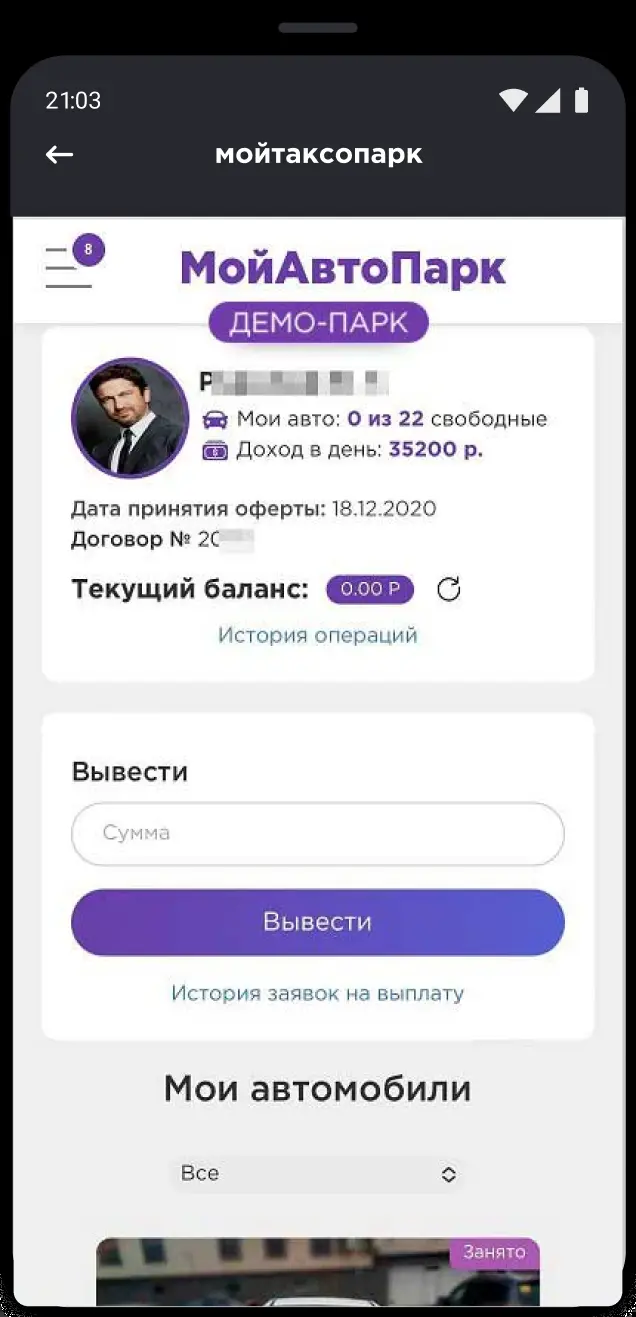 21:03
мойтаксопарк
8
МойАвтоПарк
ДЕМО-ПАРК
Мои авто: 0 из 22 свободные
Доход в день: 35200 р.
Дата принятия оферты: 18.12.2020
Договор № 20
Текущий баланс: 0.00 Р
История операций
Вывести
Сумма
Вывести
История заявок на выплату
Мои автомобили
Все
Занято